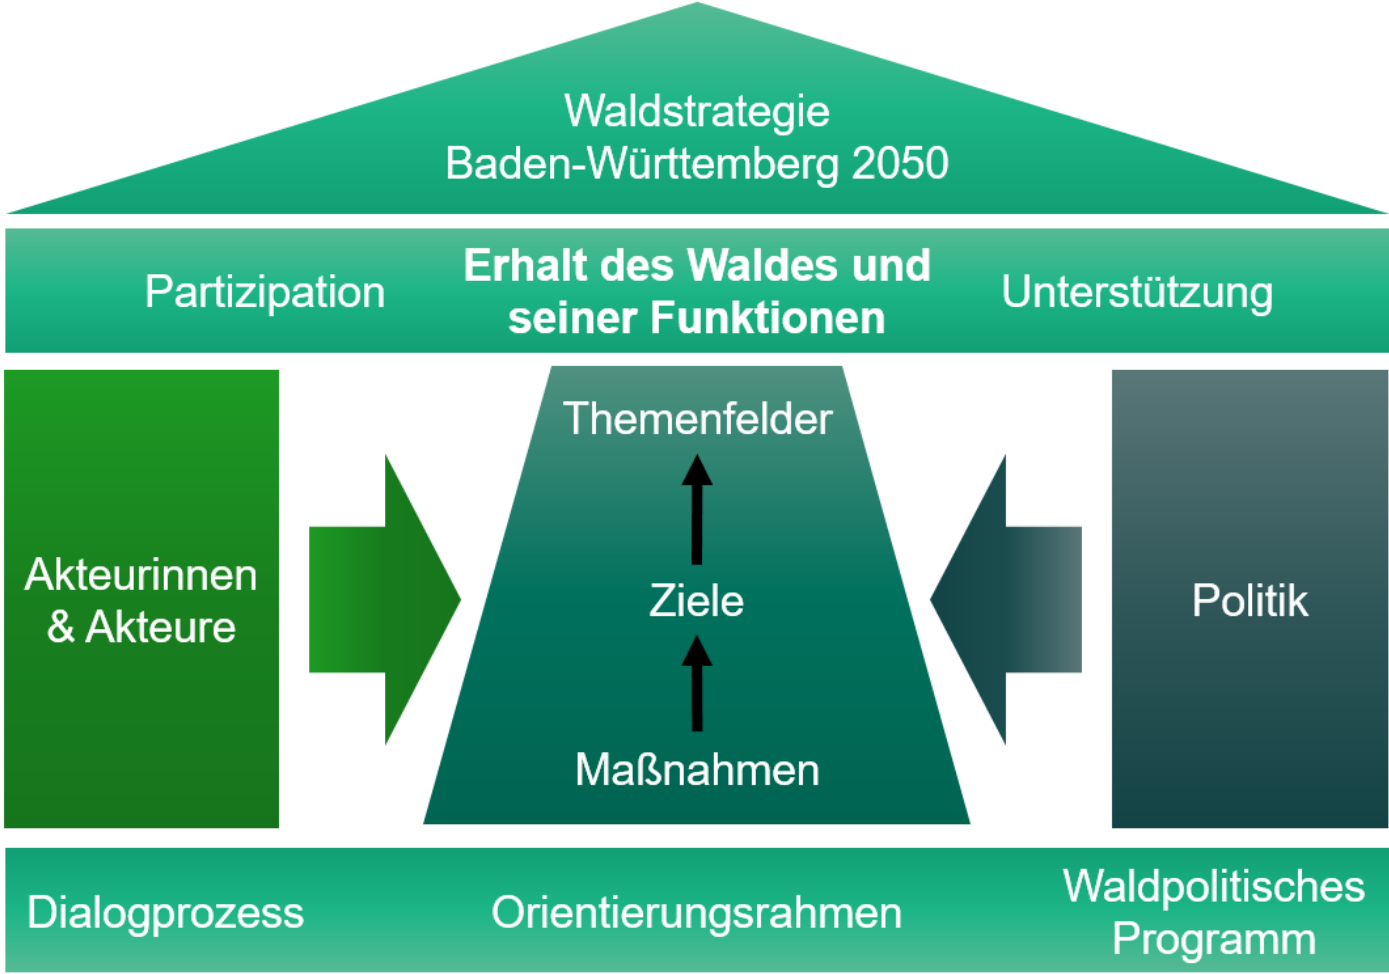 Waldstrategie
Baden-Württemberg 2050
Partizipation
Erhalt des Waldes und
seiner Funktionen
Unterstützung
Akteurinnen
& Akteure
Themenfelder
Ziele
Maßnahmen
Politik
Dialogprozess
Orientierungsrahmen
Waldpolitisches
Programm